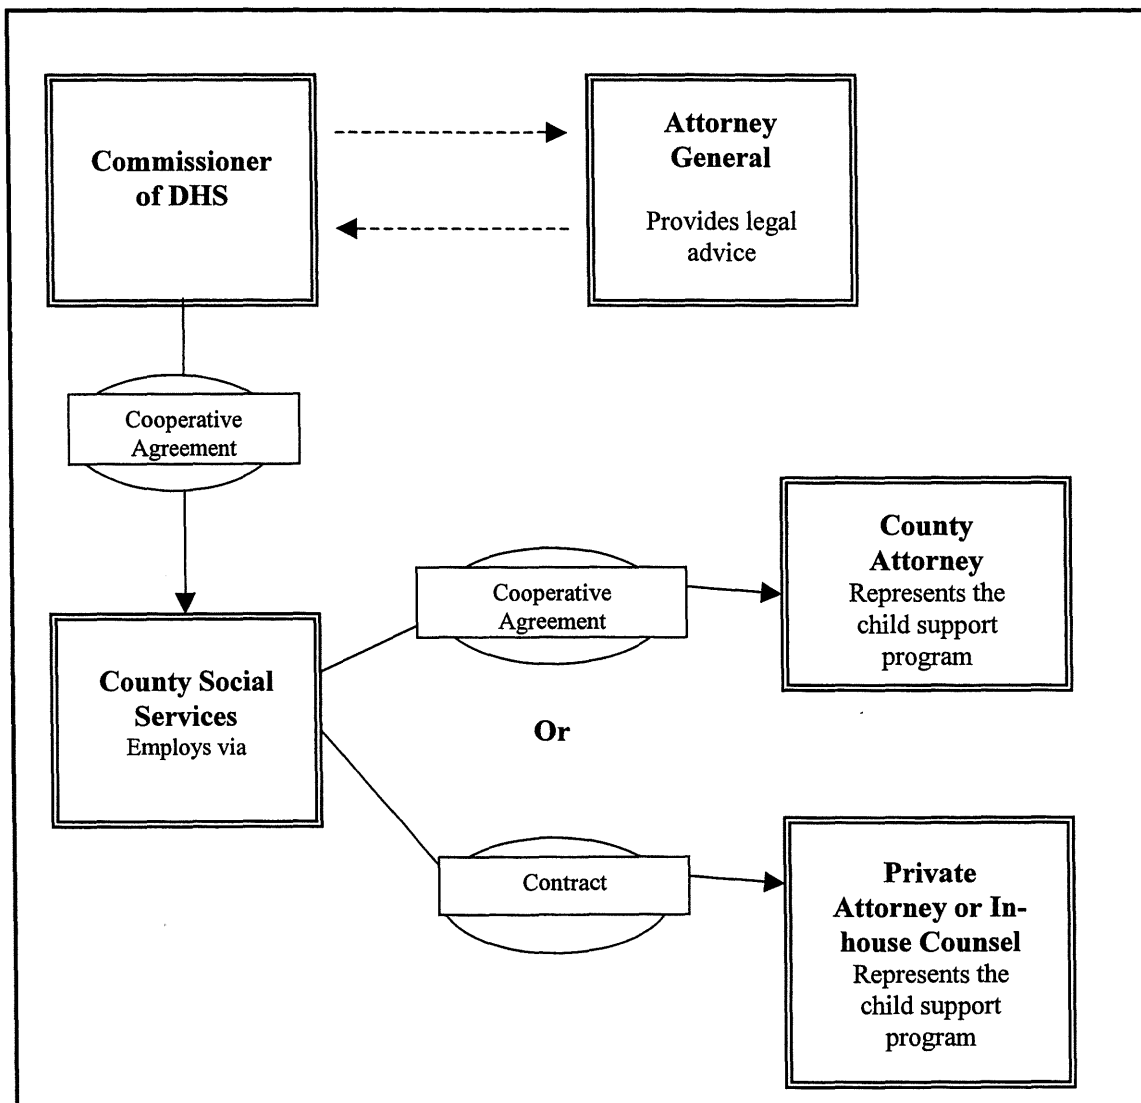 Commissioner
of DHS
Attorney
General
Provides legal
advice
Cooperative
Agreement
County Social
Services
Employs via
Cooperative
Agreement
County
Attorney
Represents the
child support
program
Or
Contract
Private
Attorney or In-
house Counsel
Represents the
child support
program